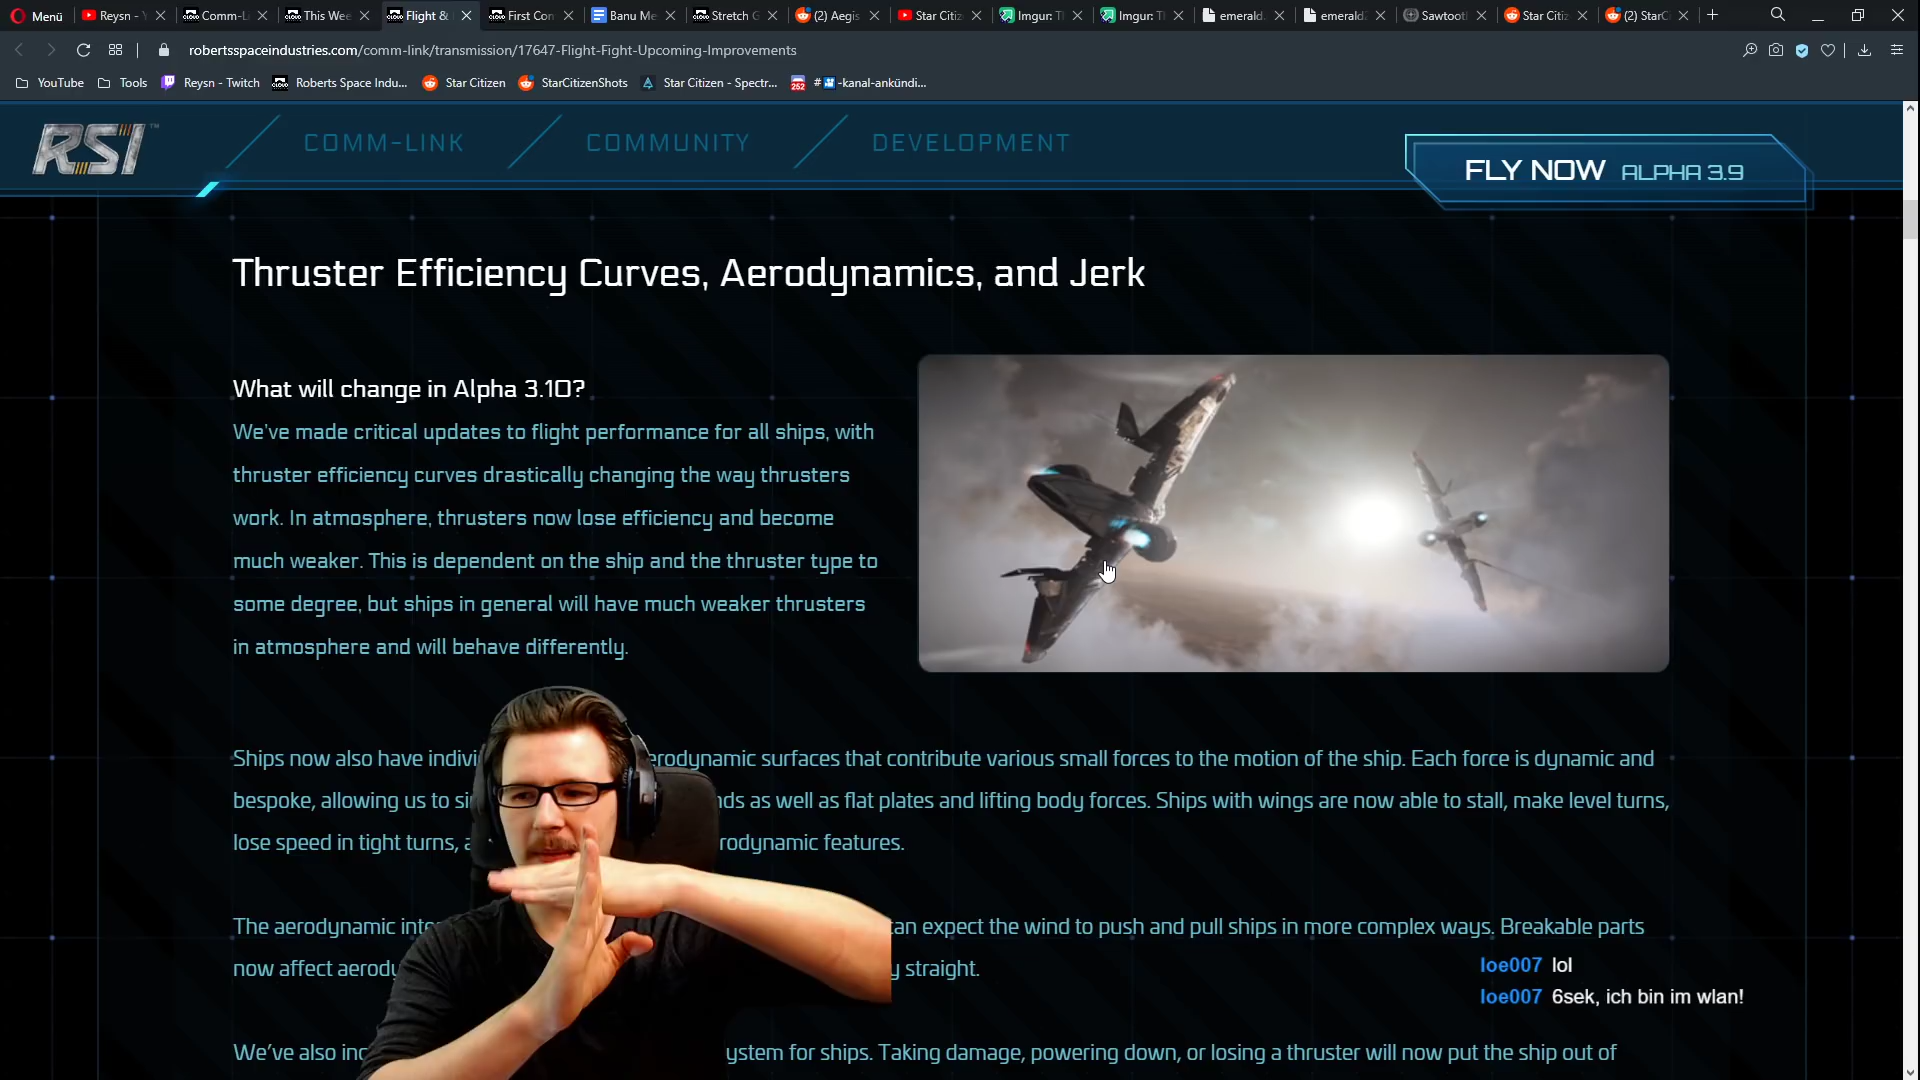 Menü
Reysn - Y
Comm-Li
This Wee
Flight &
First Con
Banu Me
Stretch G
(2) Aegis
Star Citiz
Imgur: Th
Imgur: Th
emerald
emerald
Sawtooth
Star Citiz
(2) StarCi
robertsspaceindustries.com/comm-link/transmission/17647-Flight-Fight-Upcoming-Improvements
YouTube
Tools
Reysn - Twitch
Roberts Space Indu...
Star Citizen
StarCitizenShots
Star Citizen - Spectr...
252
#
-kanal-ankündi...
RSI
COMM-LINK
COMMUNITY
DEVELOPMENT
FLY NOW ALPHA 3.9
Thruster Efficiency Curves, Aerodynamics, and Jerk
What will change in Alpha 3.10?
We've made critical updates to flight performance for all ships, with
thruster efficiency curves drastically changing the way thrusters
work. In atmosphere, thrusters now lose efficiency and become
much weaker. This is dependent on the ship and the thruster type to
some degree, but ships in general will have much weaker thrusters
in atmosphere and will behave differently.
Ships now also have indivi erodynamic surfaces that contribute various small forces to the motion of the ship. Each force is dynamic and
bespoke, allowing us to si nds as well as flat plates and lifting body forces. Ships with wings are now able to stall, make level turns,
lose speed in tight turns, a rodynamic features.
The aerodynamic inte can expect the wind to push and pull ships in more complex ways. Breakable parts
now affect aerody y straight.
loe007 lol
loe007 6sek, ich bin im wlan!
We've also inc ystem for ships. Taking damage, powering down, or losing a thruster will now put the ship out of